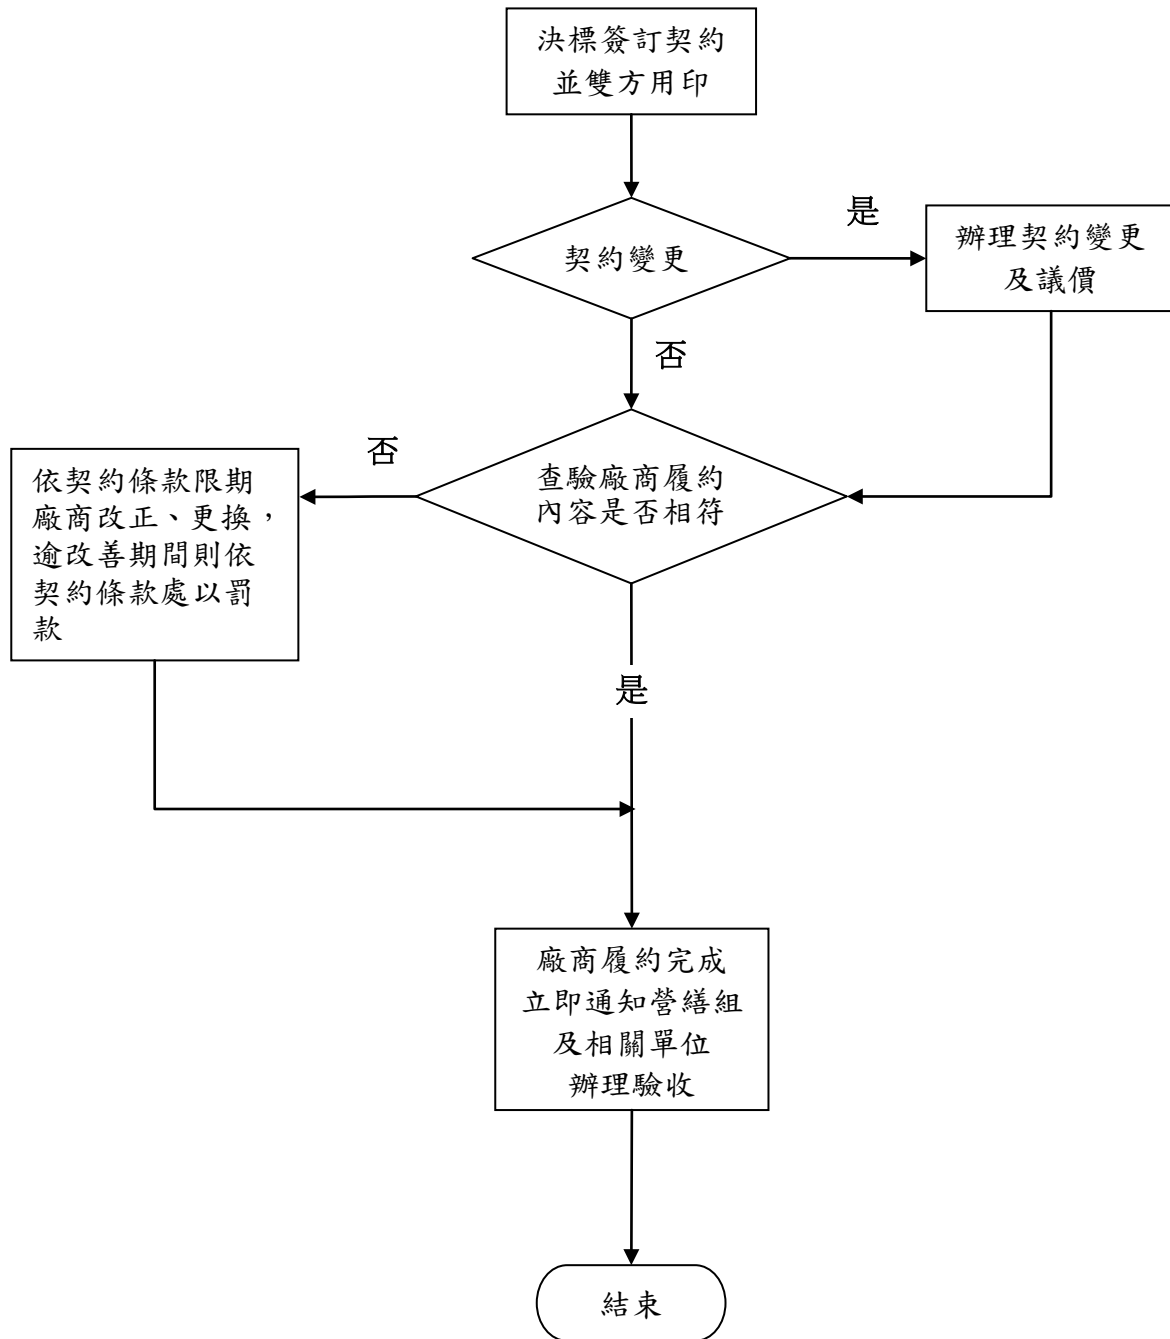 決標簽訂契約
並雙方用印
契約變更
是
辦理契約變更
及議價
否
查驗廠商履約
內容是否相符
否
依契約條款限期
廠商改正、更換，
逾改善期間則依
契約條款處以罰
款
是
廠商履約完成
立即通知營繕組
及相關單位
辦理驗收
結束